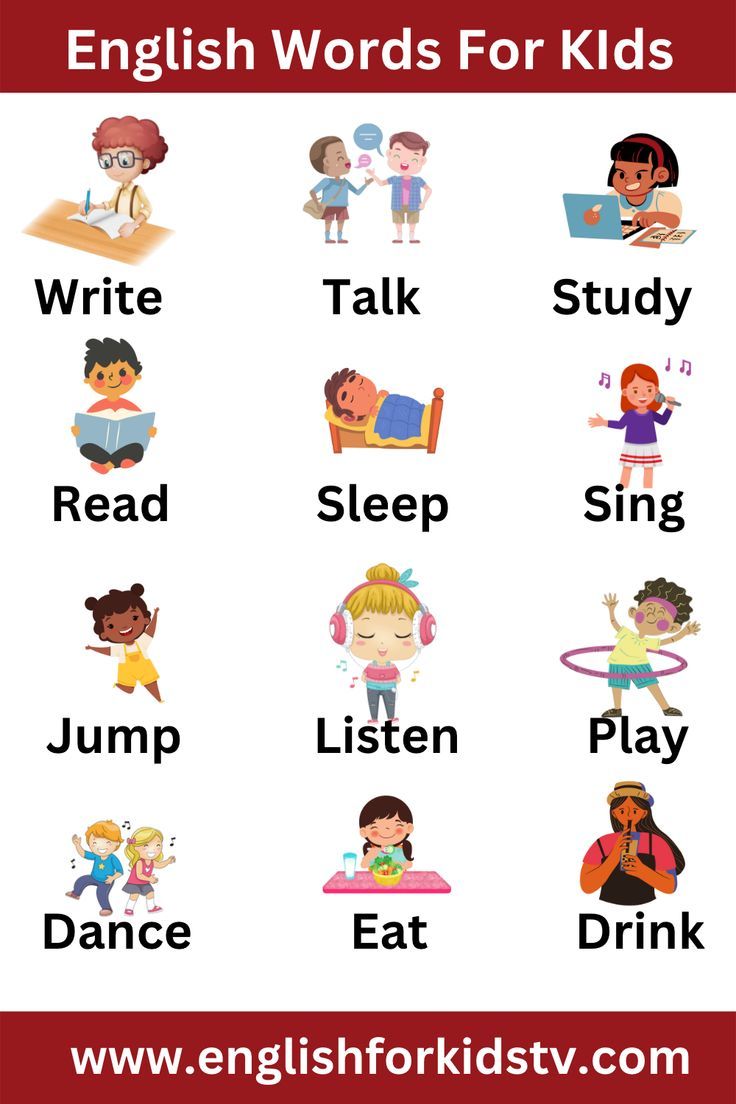 English Words For KIds
Write Talk Study
Read Sleep Sing
Jump Listen Play
Dance Eat Drink
www.englishforkidstv.com